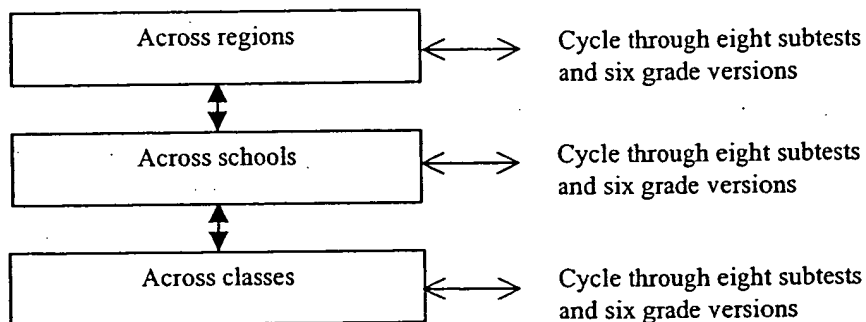 Across regions
Cycle through eight subtests
and six grade versions
Across schools
Cycle through eight subtests
and six grade versions
Across classes
Cycle through eight subtests
and six grade versions